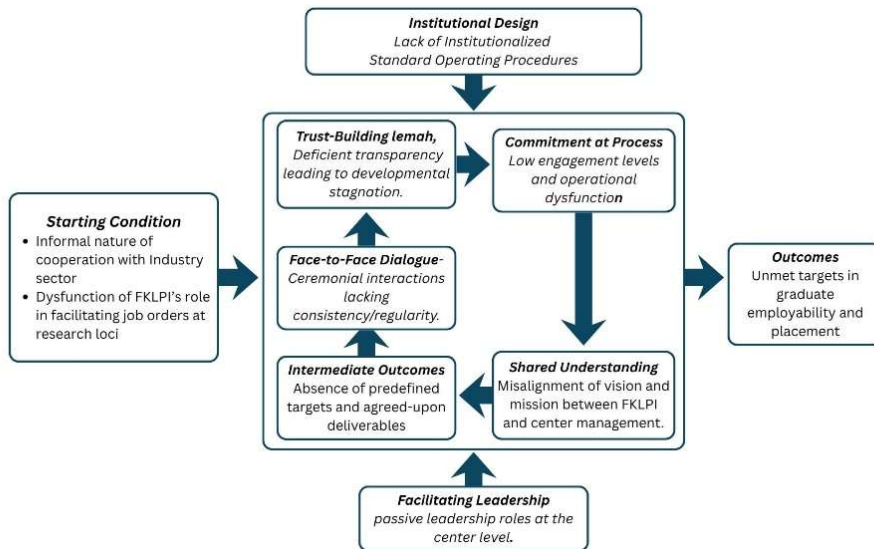 Institutional Design
Lack of Institutionalized
Standard Operating Procedures
Trust-Building lemah,
Deficient transparency
leading to developmental
stagnation.
Commitment at Process
Low engagement levels
and operational
dysfunction
Starting Condition
• Informal nature of
cooperation with Industry
sector
• Dysfunction of FKLPI's role
in facilitating job orders at
research loci
Face-to-Face Dialogue-
Ceremonial interactions
lacking
consistency/regularity.
Outcomes
Unmet targets in
graduate
employability and
placement
Intermediate Outcomes
Absence of predefined
targets and agreed-upon
deliverables
Shared Understanding
Misalignment of vision and
mission between FKLPI
and center management.
Facilitating Leadership
passive leadership roles at the
center level.